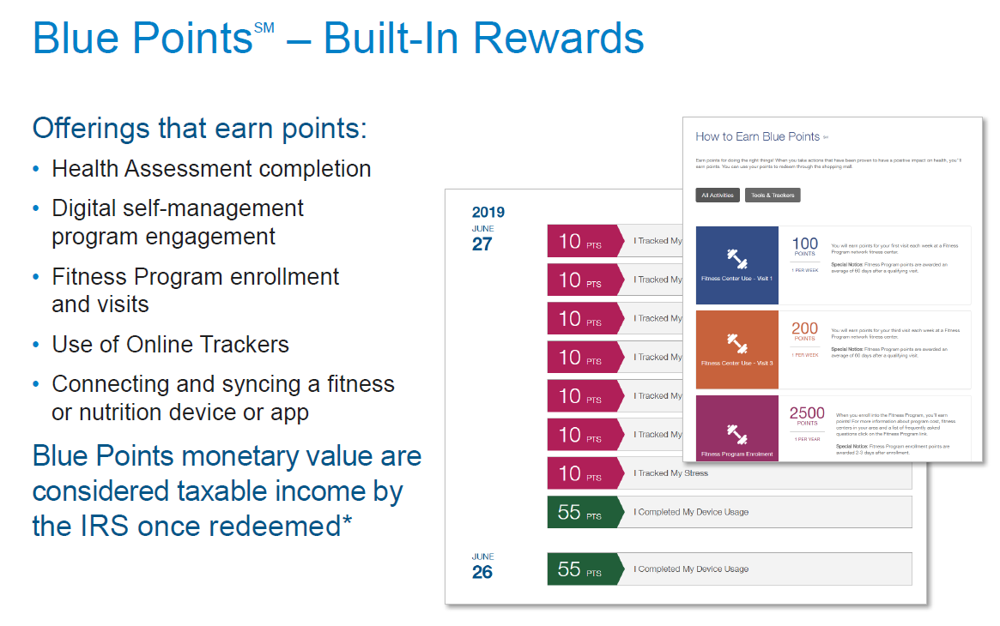 Blue Points℠ – Built-In Rewards
Offerings that earn points:
• Health Assessment completion
• Digital self-management
program engagement
• Fitness Program enrollment
and visits
• Use of Online Trackers
• Connecting and syncing a fitness
or nutrition device or app
Blue Points monetary value are
considered taxable income by
the IRS once redeemed*
2019
JUNE
27
10 PTS I Tracked My
10 PTS I Tracked My
10 PTS I Tracked My
10 PTS I Tracked My
10 PTS I Tracked My
10 PTS I Tracked My
10 PTS I Tracked My Stress
55 PTS I Completed My Device Usage
JUNE
26
55 PTS I Completed My Device Usage
How to Earn Blue Points ℠
Earn points for doing the right things! When you take actions that have been proven to have a positive impact on health, you'll
earn points. You can use your points to redeem through the shopping mall.
All Activities
Tools & Trackers
Fitness Center Use - Visit 1
100
POINTS
1 PER WEEK
You will earn points for your first visit each week at a Fitness
Program network fitness center.
Special Notice: Fitness Program points are awarded an
average of 60 days after a qualifying visit.
Fitness Center Use - Visit 3
200
POINTS
1 PER WEEK
You will earn points for your third visit each week at a Fitness
Program network fitness center.
Special Notice: Fitness Program points are awarded an
average of 60 days after a qualifying visit.
Fitness Program Enrollment
2500
POINTS
1 PER YEAR
When you enroll into the Fitness Program, you'll earn
points! For more information about program cost, fitness
centers in your area and a list of frequently asked
questions click on the Fitness Program link.
Special Notice: Fitness Program enrollment points are
awarded 2-3 days after enrollment.